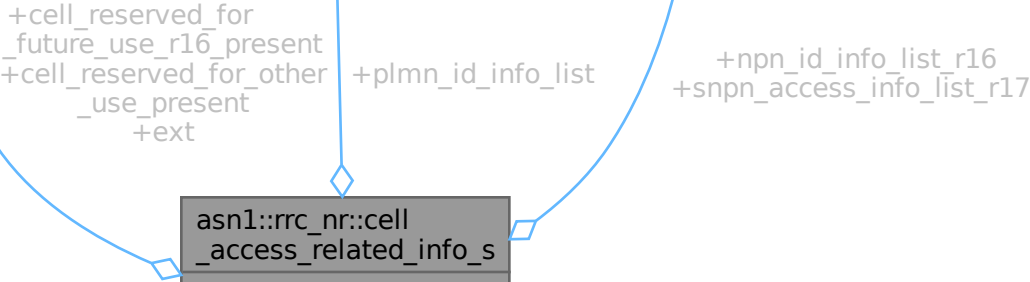 +cell_reserved_for
_future_use_r16_present
+cell_reserved_for_other
_use_present
+ext
+plmn_id_info_list
+npn_id_info_list_r16
+snpn_access_info_list_r17
asn1::rrc_nr::cell
_access_related_info_s